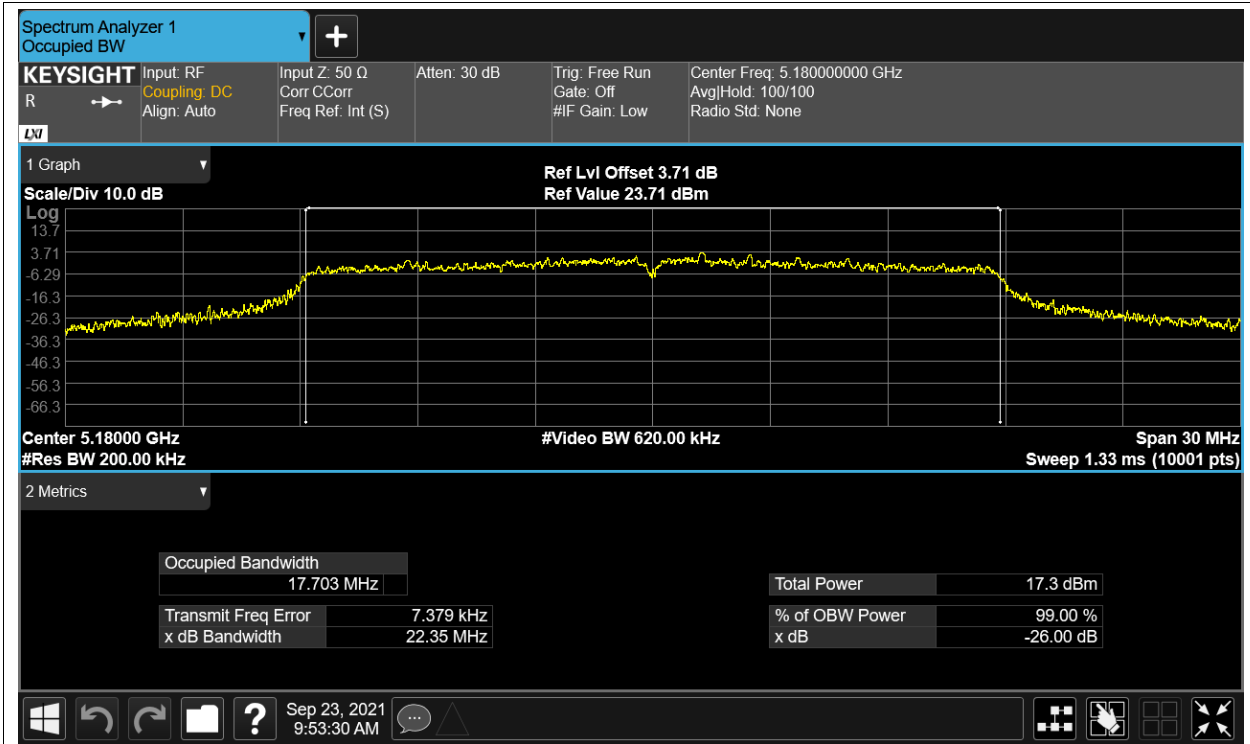 Spectrum Analyzer 1
Occupied BW
KEYSIGHT
R
LXI
Input: RF
Coupling: DC
Align: Auto
Input Z: 50 Ω
Corr CCorr
Freq Ref: Int (S)
Atten: 30 dB
Trig: Free Run
Gate: Off
#IF Gain: Low
Center Freq: 5.180000000 GHz
Avg|Hold: 100/100
Radio Std: None
1 Graph
Scale/Div 10.0 dB
Ref Lvl Offset 3.71 dB
Ref Value 23.71 dBm
Log
13.7
3.71
-6.29
-16.3
-26.3
-36.3
-46.3
-56.3
-66.3
Center 5.18000 GHz
#Res BW 200.00 kHz
#Video BW 620.00 kHz
Span 30 MHz
Sweep 1.33 ms (10001 pts)
2 Metrics
Occupied Bandwidth
17.703 MHz
Transmit Freq Error 7.379 kHz
x dB Bandwidth 22.35 MHz
Total Power 17.3 dBm
% of OBW Power 99.00 %
x dB -26.00 dB
?
Sep 23, 2021
9:53:30 AM